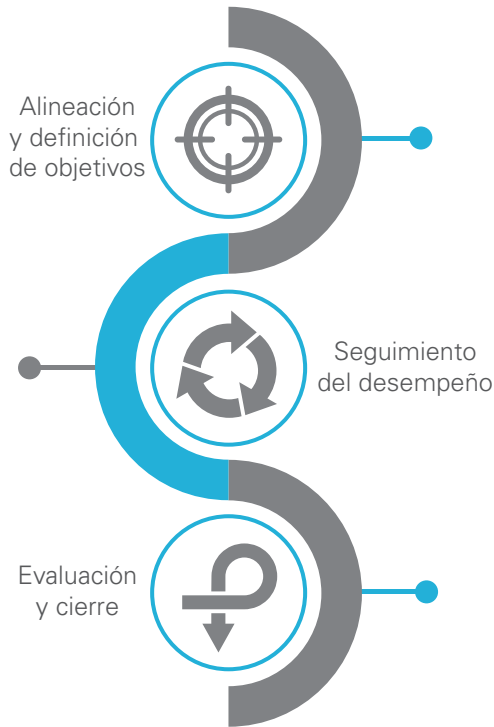 Alineación
y definición
de objetivos
Seguimiento
del desempeño
Evaluación
y cierre